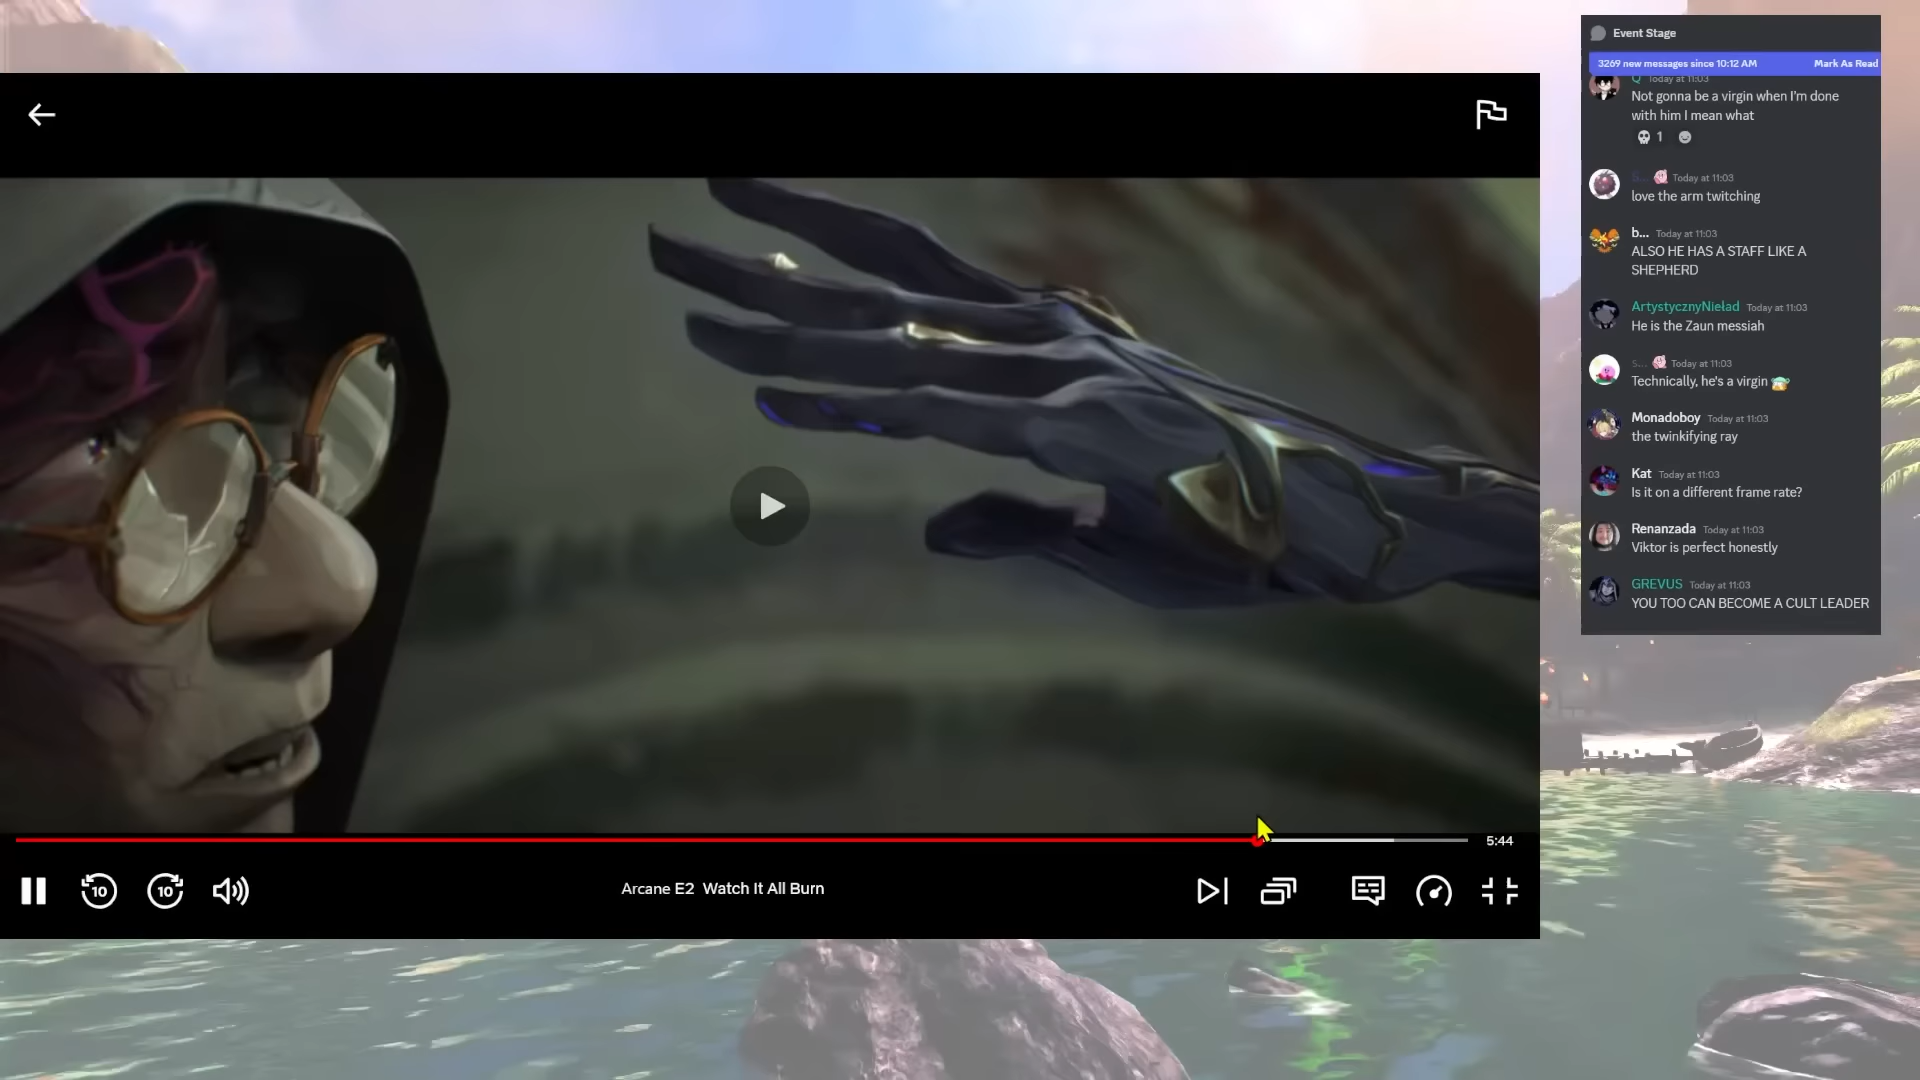 Event Stage
3269 new messages since 10:12 AM Mark As Read
Q Today at 11:03
Not gonna be a virgin when I'm done
with him I mean what
1
S... Today at 11:03
love the arm twitching
b... Today at 11:03
ALSO HE HAS A STAFF LIKE A
SHEPHERD
ArtystycznyNieład Today at 11:03
He is the Zaun messiah
s... Today at 11:03
Technically, he's a virgin
Monadoboy Today at 11:03
the twinkifying ray
Kat Today at 11:03
Is it on a different frame rate?
Renanzada Today at 11:03
Viktor is perfect honestly
GREVUS Today at 11:03
YOU TOO CAN BECOME A CULT LEADER
5:44
10
10
Arcane E2 Watch It All Burn